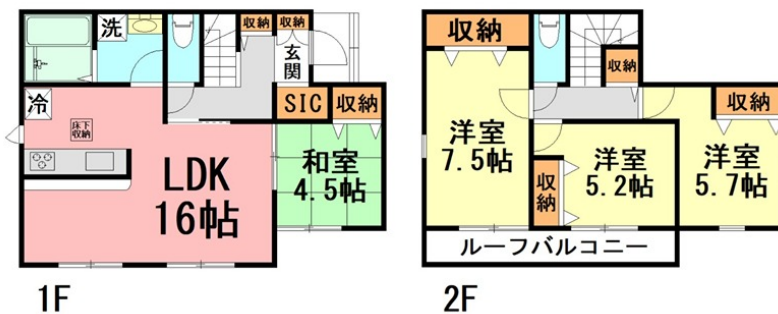 洗
収納
収納
玄関
冷
床下収納
SIC
収納
LDK
16帖
和室
4.5帖
1F
収納
収納
収納
洋室
7.5帖
収納
洋室
5.2帖
洋室
5.7帖
ルーフバルコニー
2F